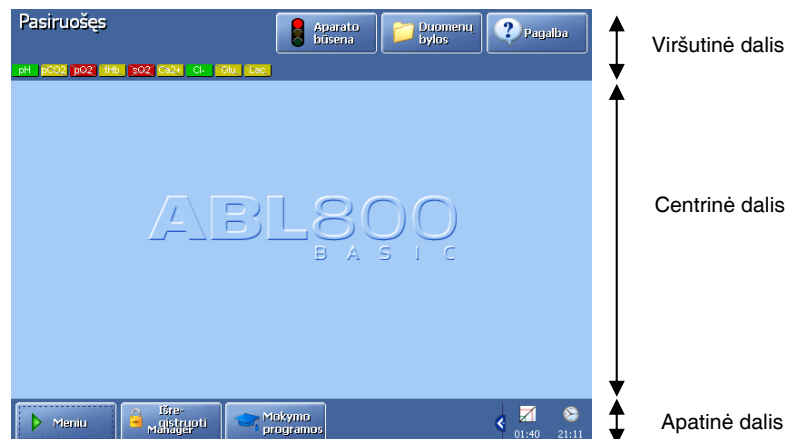 Pasiruošęs
Aparato būsena
Duomenų bylos
Pagalba
Viršutinė dalis
pH pCO2 pO2 tHb sO2 Ca2+ Cl- Glu Lac
ABL800
BASIC
Centrinė dalis
Meniu
Išre-
gistruoti
Manager
Mokymo
programos
01:40 21:11
Apatinė dalis